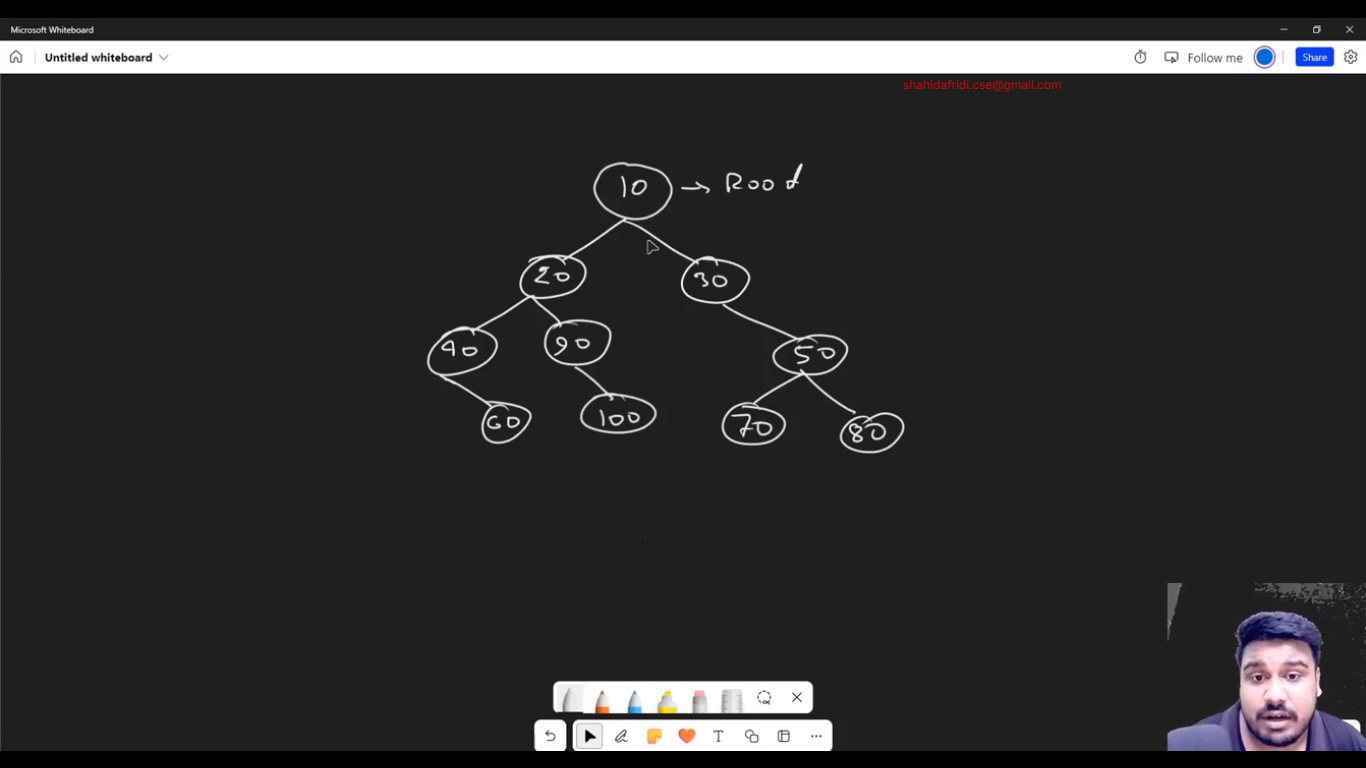 Microsoft Whiteboard
Untitled whiteboard
Follow me
Share
shahidafridi.cse@gmail.com
10 → Root
20
30
40
90
50
60
100
70
80
T